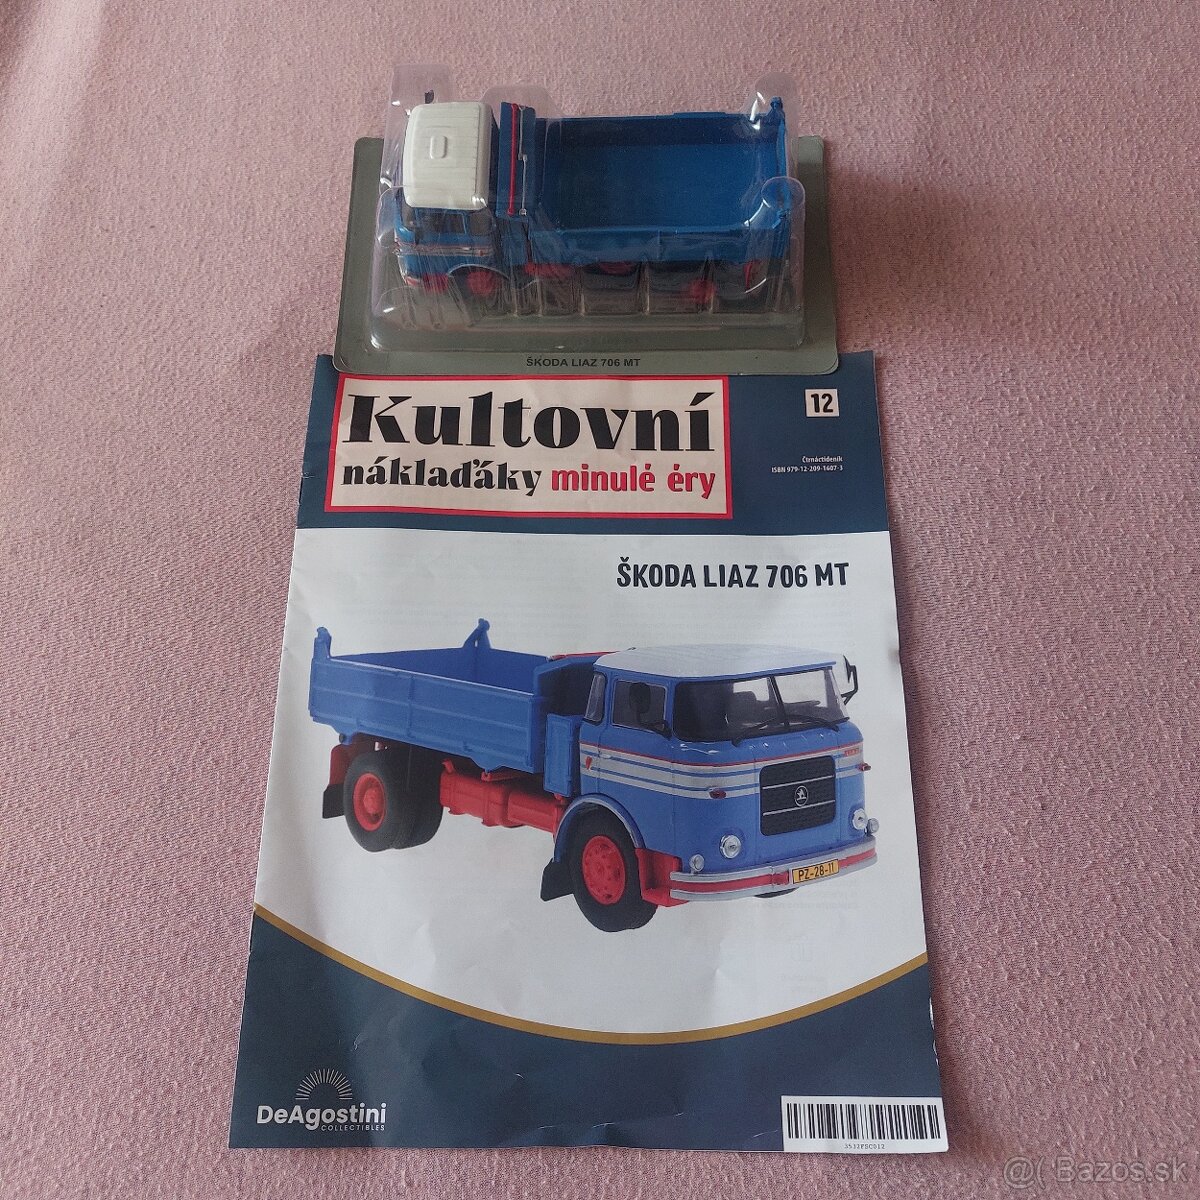 ŠKODA LIAZ 706 MT
Kultovní
náklaďáky minulé éry
12
Čtrnáctideník
ISBN 979-12-209-1607-3
ŠKODA LIAZ 706 MT
PZ-28-11
DeAgostini
COLLECTIBLES
3532FSC012
@( Bazos.sk